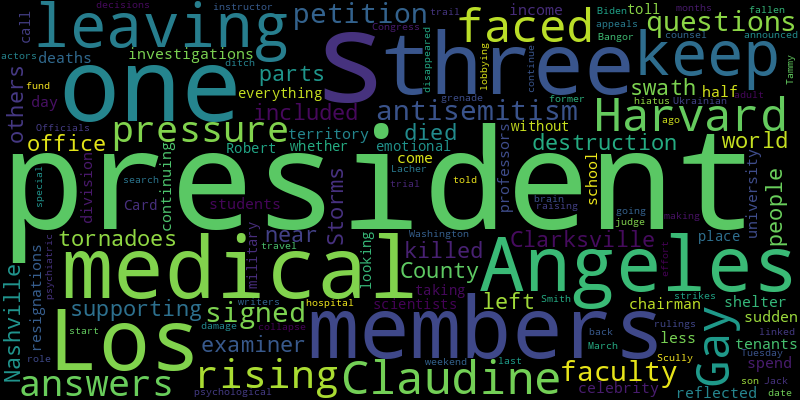 decisions
leaving
call
petition
faced
income
Biden
toll
fallen
appeals
months
questions
instructor
trail
Congress
Bangor
counsel
announced
actors
deaths
investigations
one
s
three
keep
lobbying
continue
disappeared
Tammy
ditch
parts
everything
swath
half
others
fund
day
included
antisemitism
grenade
former
hiatus
Ukrainian
adult
Harvard
pressure
Officials
office
territory
died
without
ago
destruction
world
Robert
whether
emotional
come
professors
president
continuing
division
special
search
Card
students
Lacher
trial
told
brain
raising
school
going
judge
making
university
people
tornadoes
near
Storms
military
travel
looking
killed
Washington
Clarksville
place
effort
Nashville
resignations
psychiatric
medical
County
Angeles
taking
scientists
left
Smith
strikes
chairman
shelter
supporting
signed
writers
hospital
members
rulings
less
sudden
linked
Los
start
damage
collapse
examiner
back
March
Gay
tenants
Tuesday
role
weekend
last
Scully
spend
answers
rising
psychological
Claudine
faculty
celebrity
reflected
son
Jack
date